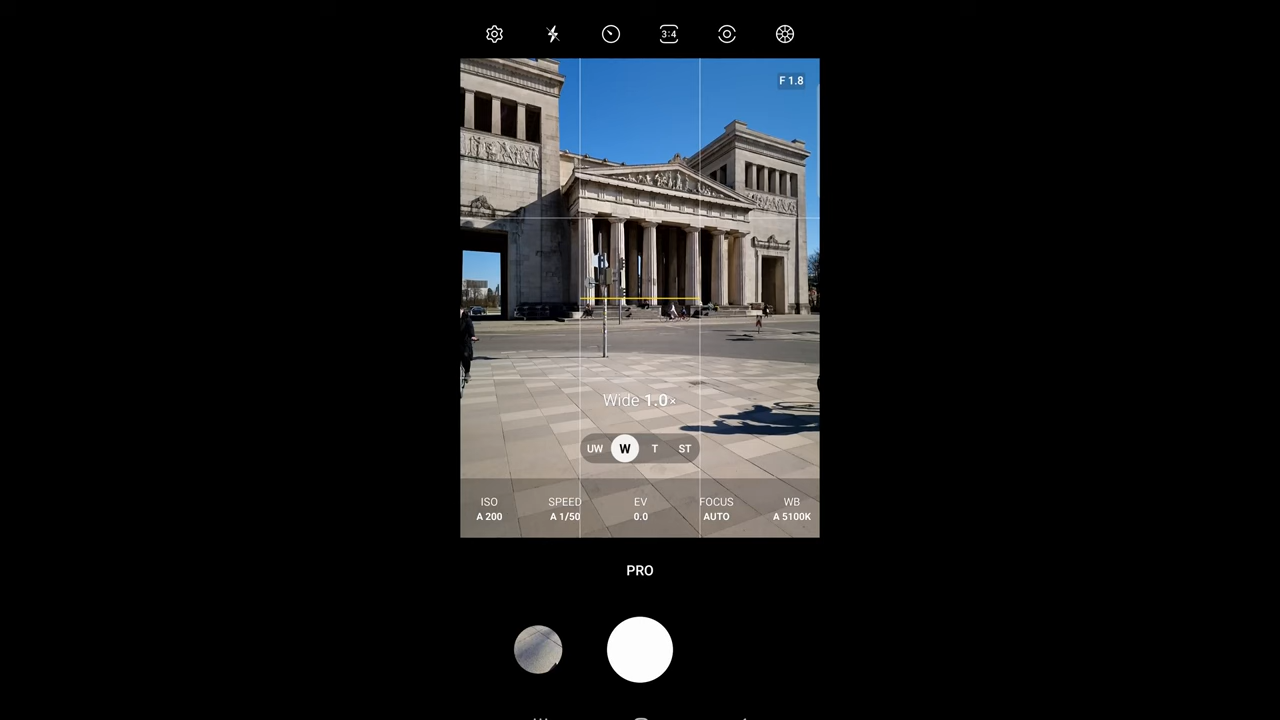 3:4
F 1.8
Wide 1.0×
UW W T ST
ISO SPEED EV FOCUS WB
A 200 A 1/50 0.0 AUTO A 5100K
PRO